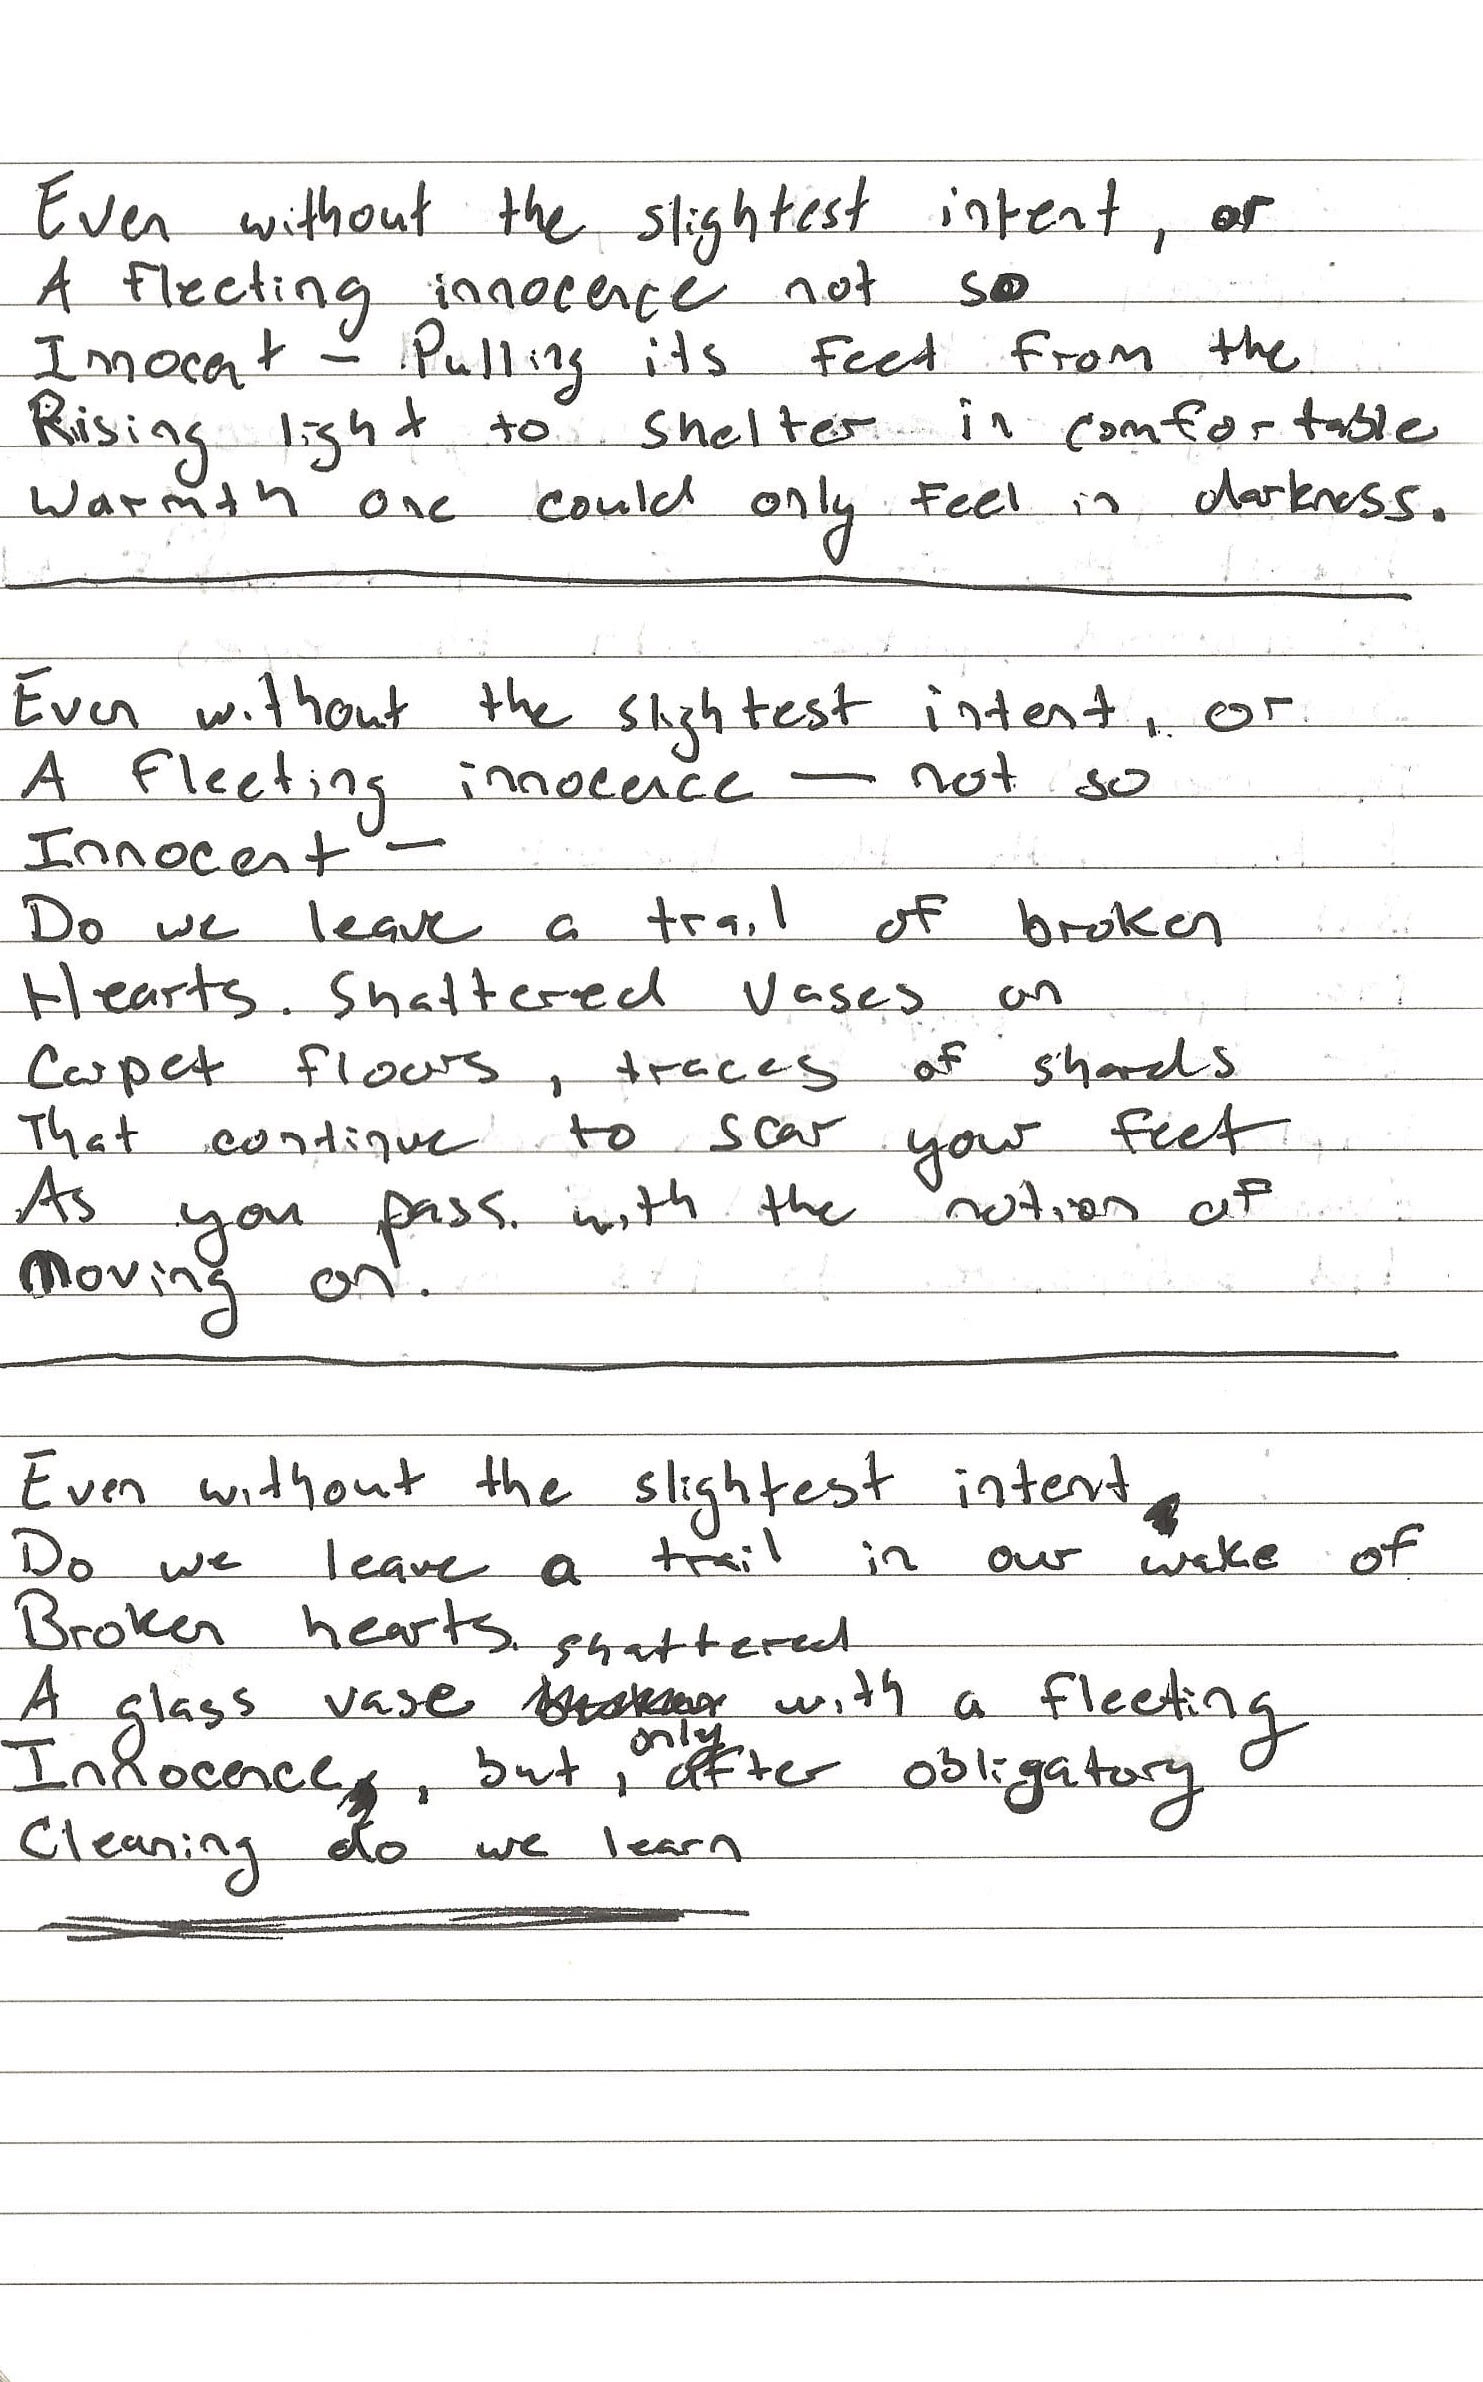 Even without the slightest intent, or
A fleeting innocence not so
Innocent – Pulling its feet from the
Rising light to shelter in comfortable
Warmth one could only feel in darkness.
Even without the slightest intent, or
A fleeting innocence — not so
Innocent –
Do we leave a trail of broken
Hearts. Shattered vases on
Carpet floors, traces of shards
That continue to scar your feet
As you pass with the notion of
Moving on.
Even without the slightest intent
Do we leave a trail in our wake of
Broken hearts.
shattered
A glass vase with a fleeting
only
Innocence, but, after obligatory
Cleaning do we learn